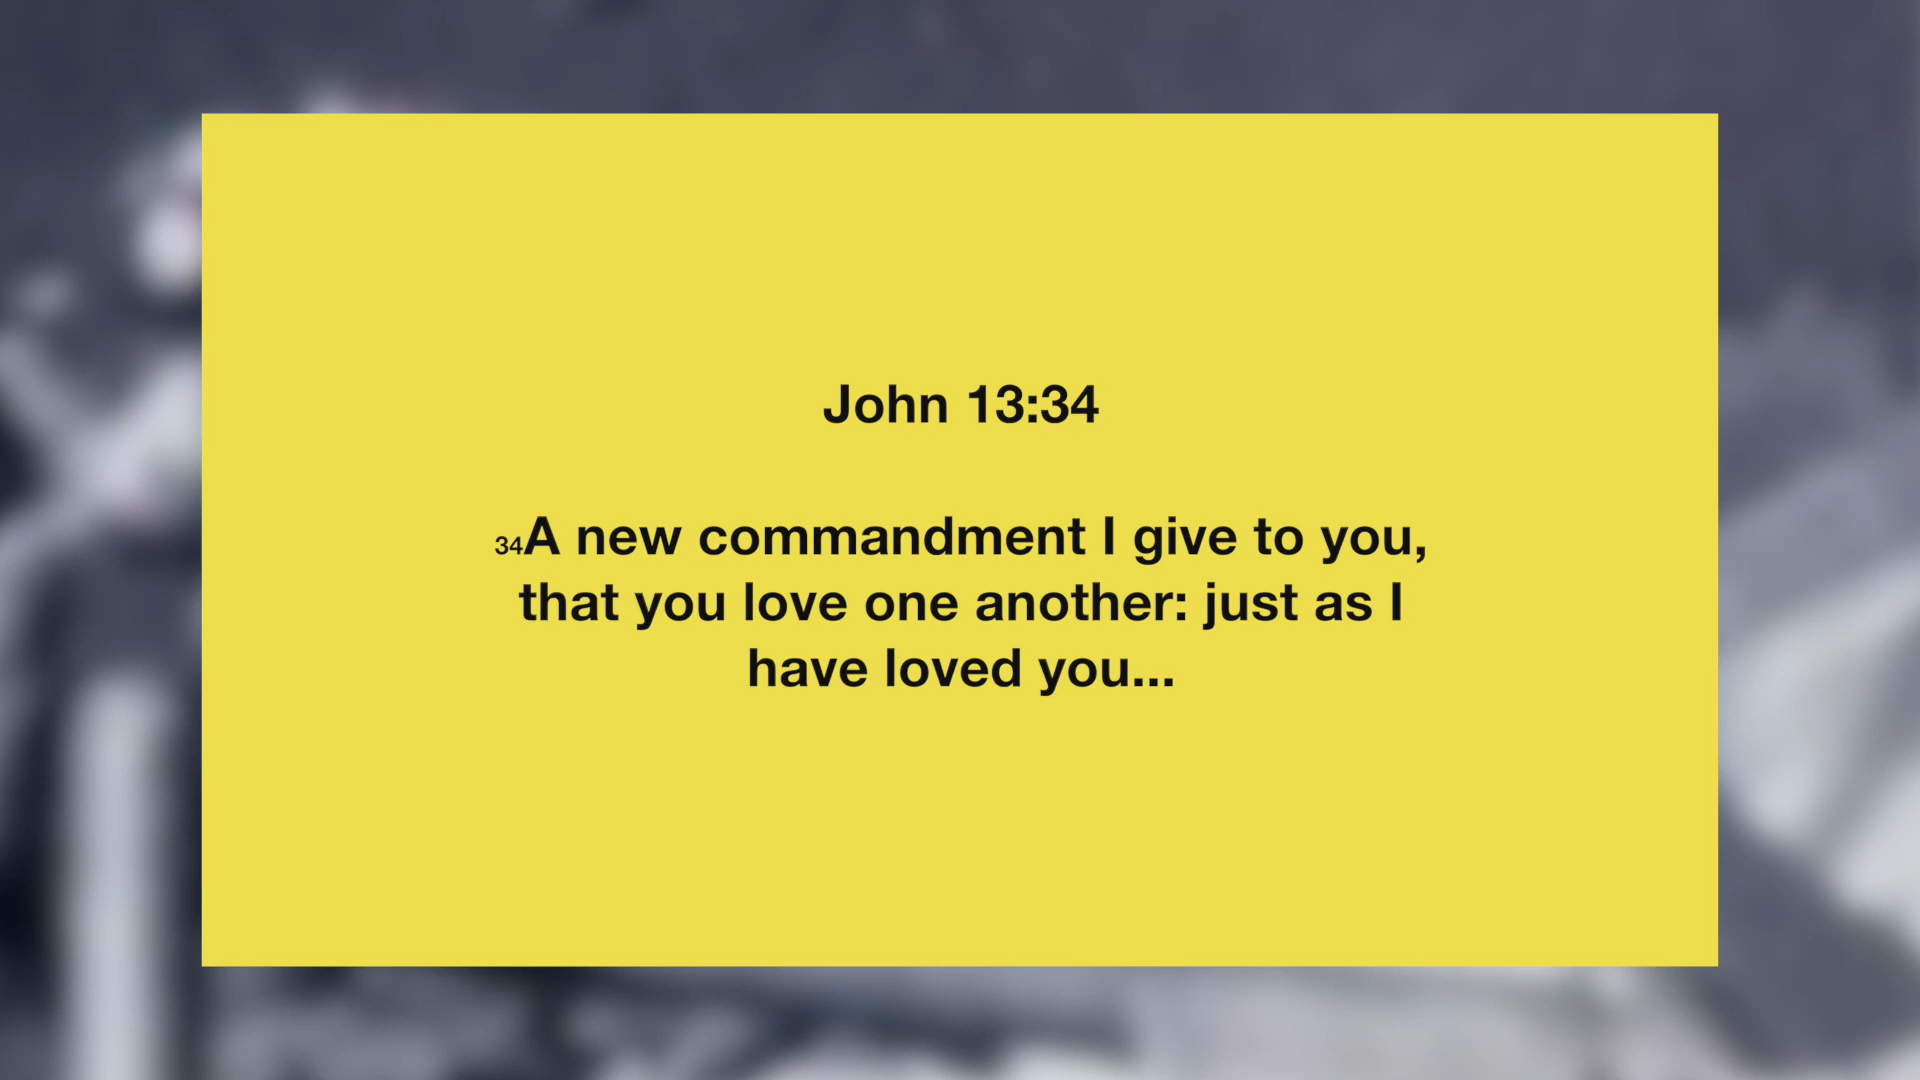 John 13:34
34A new commandment I give to you,
that you love one another: just as I
have loved you...